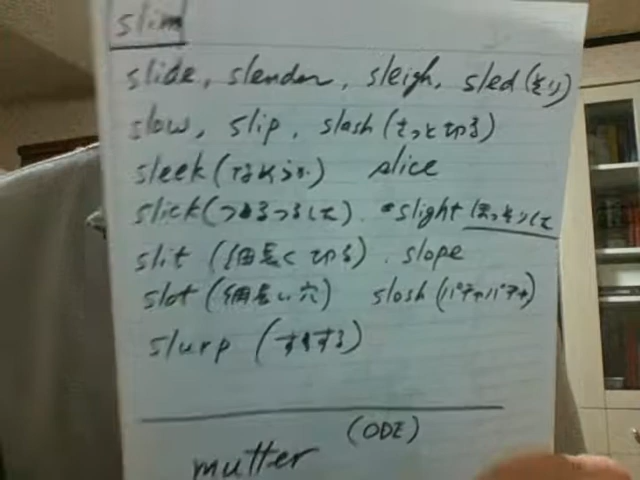 slim
slide, slender, sleigh, sled (そり)
slow, slip, slash (さっと切る)
sleek (なめらか) slice
slick (つるつるして). *slight ほっそりして
slit (細長く切る). slope
slot (細長い穴) slosh (バチャバチャ)
slurp (すする)
(ODE)
mutter